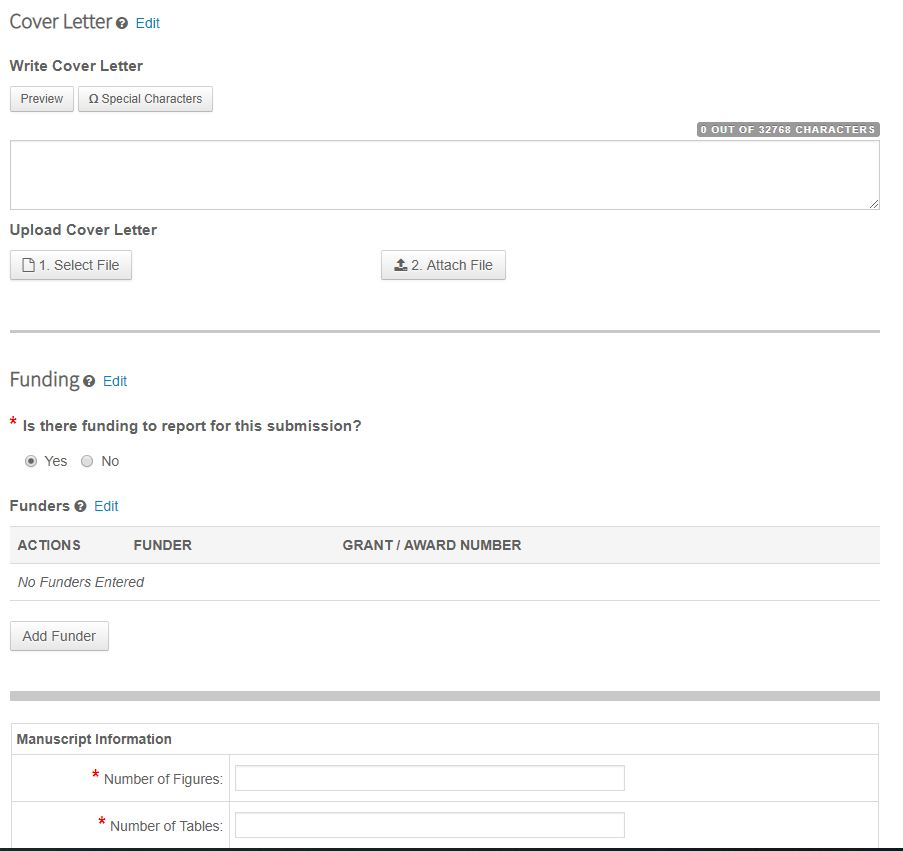 Cover Letter Edit
Write Cover Letter
Preview Ω Special Characters
0 OUT OF 32768 CHARACTERS
Upload Cover Letter
1. Select File 2. Attach File
Funding Edit
* Is there funding to report for this submission?
Yes No
Funders Edit
ACTIONS FUNDER GRANT / AWARD NUMBER
No Funders Entered
Add Funder
Manuscript Information
* Number of Figures:
* Number of Tables: